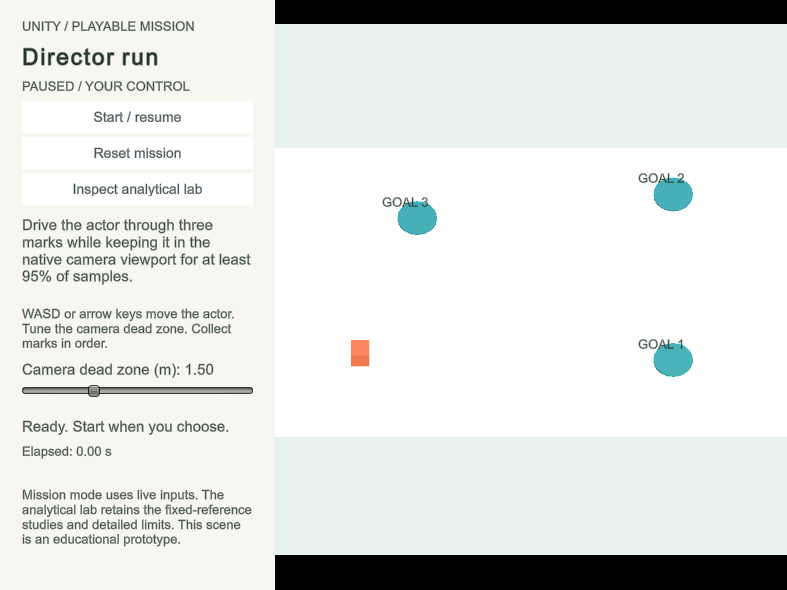 UNITY / PLAYABLE MISSION
Director run
PAUSED / YOUR CONTROL
Start / resume
Reset mission
Inspect analytical lab
Drive the actor through three
marks while keeping it in the
native camera viewport for at least
95% of samples.
WASD or arrow keys move the actor.
Tune the camera dead zone. Collect
marks in order.
Camera dead zone (m): 1.50
Ready. Start when you choose.
Elapsed: 0.00 s
Mission mode uses live inputs. The
analytical lab retains the fixed-reference
studies and detailed limits. This scene
is an educational prototype.
GOAL 2
GOAL 3
GOAL 1